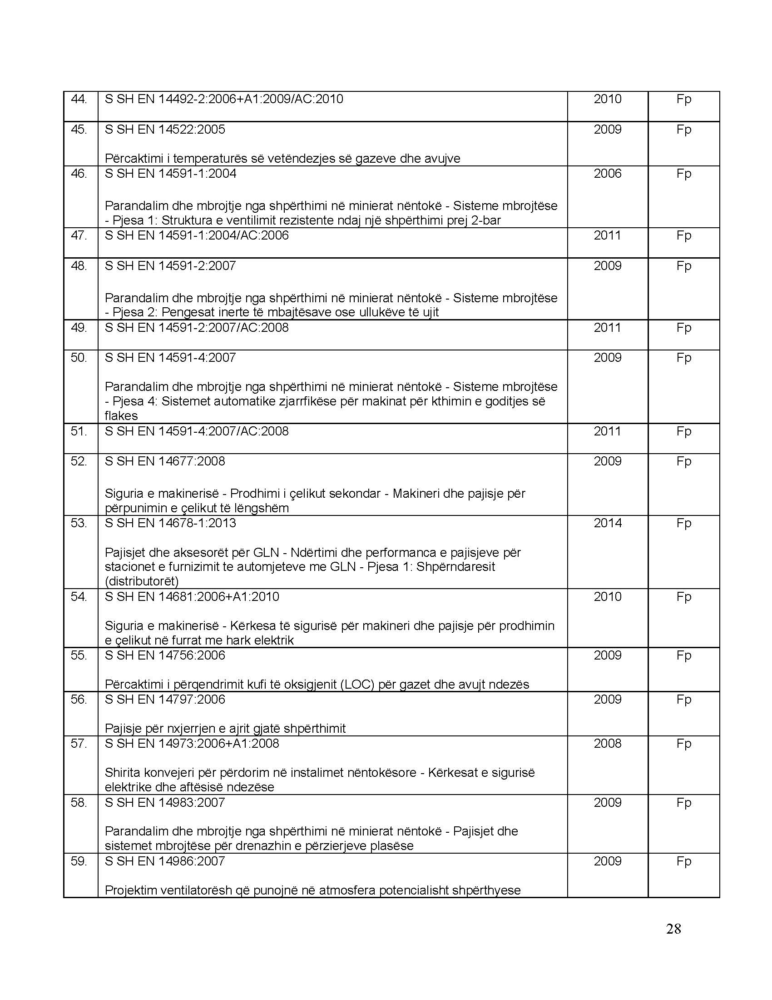 44. S SH EN 14492-2:2006+A1:2009/AC:2010 2010 Fp
45. S SH EN 14522:2005 2009 Fp
Përcaktimi i temperaturës së vetëndezjes së gazeve dhe avujve
46. S SH EN 14591-1:2004 2006 Fp
Parandalim dhe mbrojtje nga shpërthimi në minierat nëntokë - Sisteme mbrojtëse
- Pjesa 1: Struktura e ventilimit rezistente ndaj një shpërthimi prej 2-bar
47. S SH EN 14591-1:2004/AC:2006 2011 Fp
48. S SH EN 14591-2:2007 2009 Fp
Parandalim dhe mbrojtje nga shpërthimi në minierat nëntokë - Sisteme mbrojtëse
- Pjesa 2: Pengesat inerte të mbajtësave ose ullukëve të ujit
49. S SH EN 14591-2:2007/AC:2008 2011 Fp
50. S SH EN 14591-4:2007 2009 Fp
Parandalim dhe mbrojtje nga shpërthimi në minierat nëntokë - Sisteme mbrojtëse
- Pjesa 4: Sistemet automatike zjarrfikëse për makinat për kthimin e goditjes së
flakes
51. S SH EN 14591-4:2007/AC:2008 2011 Fp
52. S SH EN 14677:2008 2009 Fp
Siguria e makinerisë - Prodhimi i çelikut sekondar - Makineri dhe pajisje për
përpunimin e çelikut të lëngshëm
53. S SH EN 14678-1:2013 2014 Fp
Pajisjet dhe aksesorët për GLN - Ndërtimi dhe performanca e pajisjeve për
stacionet e furnizimit te automjeteve me GLN - Pjesa 1: Shpërndaresit
(distributorët)
54. S SH EN 14681:2006+A1:2010 2010 Fp
Siguria e makinerisë - Kërkesa të sigurisë për makineri dhe pajisje për prodhimin
e çelikut në furrat me hark elektrik
55. S SH EN 14756:2006 2009 Fp
Përcaktimi i përqendrimit kufi të oksigjenit (LOC) për gazet dhe avujt ndezës
56. S SH EN 14797:2006 2009 Fp
Pajisje për nxjerrjen e ajrit gjatë shpërthimit
57. S SH EN 14973:2006+A1:2008 2008 Fp
Shirita konvejeri për përdorim në instalimet nëntokësore - Kërkesat e sigurisë
elektrike dhe aftësisë ndezëse
58. S SH EN 14983:2007 2009 Fp
Parandalim dhe mbrojtje nga shpërthimi në minierat nëntokë - Pajisjet dhe
sistemet mbrojtëse për drenazhin e përzierjeve plasëse
59. S SH EN 14986:2007 2009 Fp
Projektim ventilatorësh që punojnë në atmosfera potencialisht shpërthyese
28